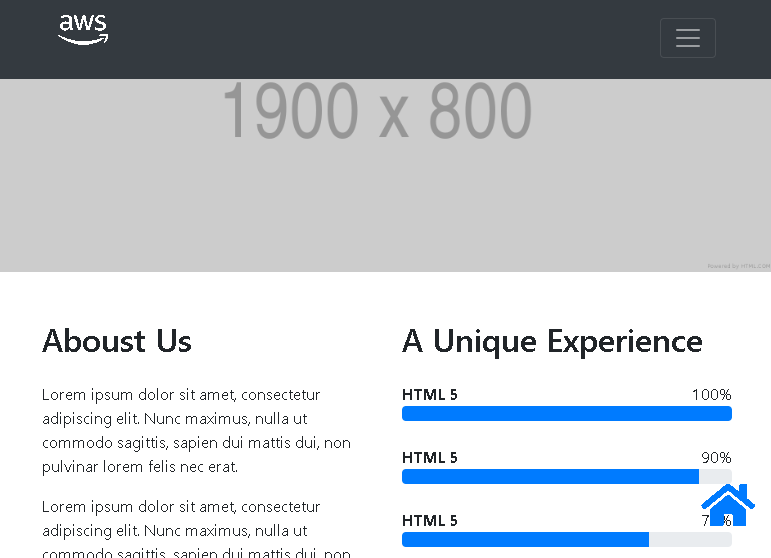 aws
1900 x 800
Powered by HTML.COM
Aboust Us
Lorem ipsum dolor sit amet, consectetur
adipiscing elit. Nunc maximus, nulla ut
commodo sagittis, sapien dui mattis dui, non
pulvinar lorem felis nec erat.
Lorem ipsum dolor sit amet, consectetur
adipiscing elit. Nunc maximus, nulla ut
commodo sagittis, sapien dui mattis dui, non
A Unique Experience
HTML 5 100%
HTML 5 90%
HTML 5